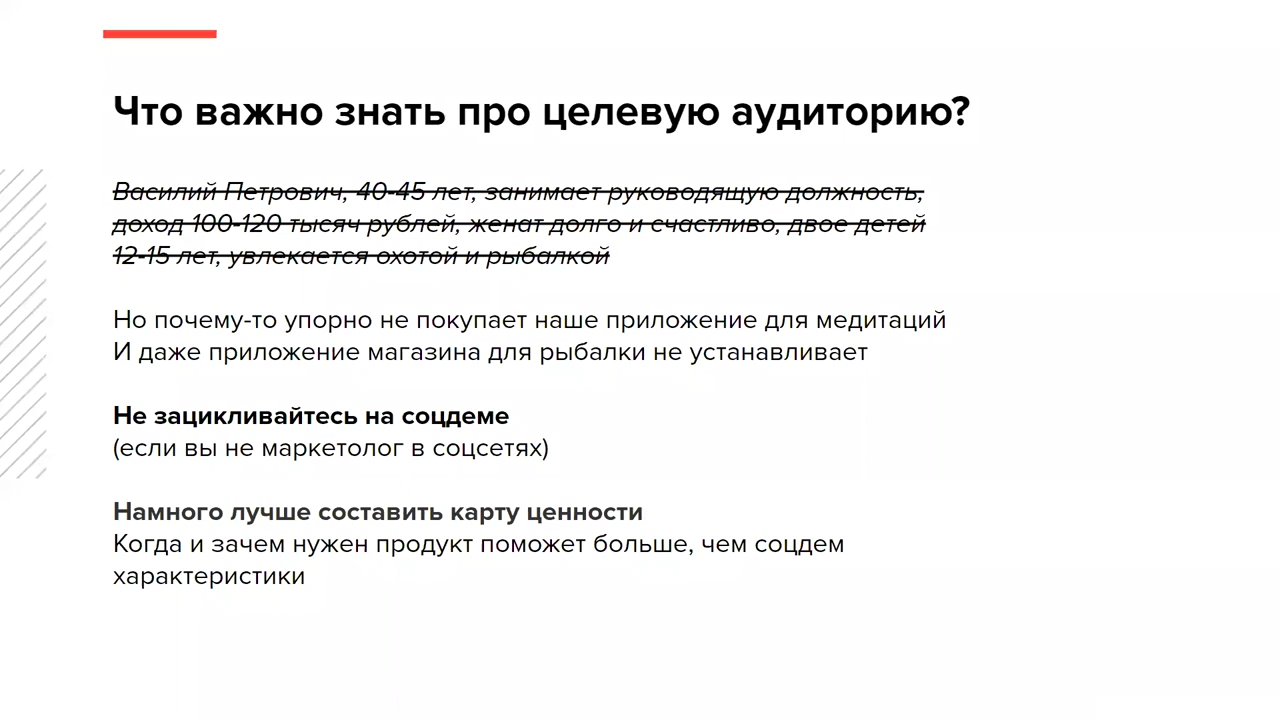 Что важно знать про целевую аудиторию?
Василий Петрович, 40-45 лет, занимает руководящую должность,
доход 100-120 тысяч рублей, женат долго и счастливо, двое детей
12-15 лет, увлекается охотой и рыбалкой
Но почему-то упорно не покупает наше приложение для медитаций
И даже приложение магазина для рыбалки не устанавливает
Не зацикливайтесь на соцдеме
(если вы не маркетолог в соцсетях)
Намного лучше составить карту ценности
Когда и зачем нужен продукт поможет больше, чем соцдем
характеристики